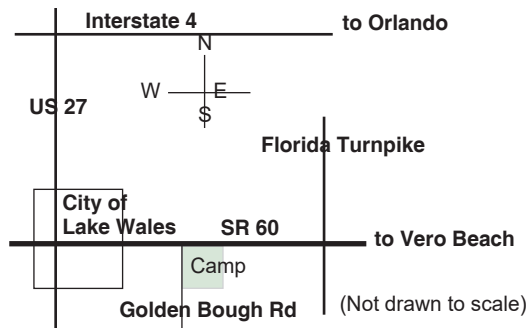 Interstate 4
to Orlando
N
W
E
S
US 27
Florida Turnpike
City of
Lake Wales
SR 60
to Vero Beach
Camp
Golden Bough Rd
(Not drawn to scale)